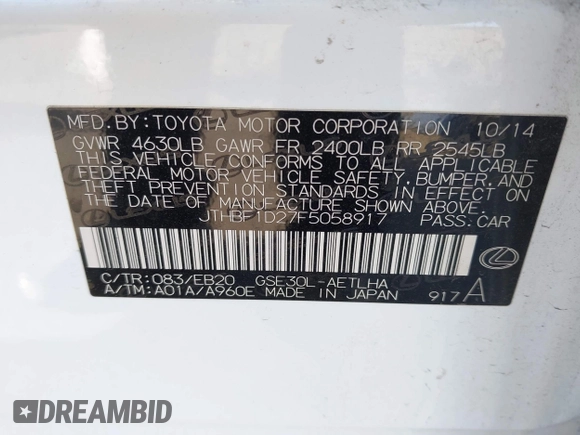 MFD.BY: TOYOTA MOTOR CORPORATION 10/14
GVWR 4630LB GAWR FR 2400LB RR 2545LB
THIS VEHICLE CONFORMS TO ALL APPLICABLE
FEDERAL MOTOR VEHICLE SAFETY, BUMPER, AND
THEFT PREVENTION STANDARDS IN EFFECT ON
THE DATE OF MANUFACTURE SHOWN ABOVE.
JTHBF1D27F5058917 PASS.CAR
C/TR: 083/EB20 GSE30L-AETLHA
A/TM: A01A/A960E MADE IN JAPAN 917 A
DREAMBID